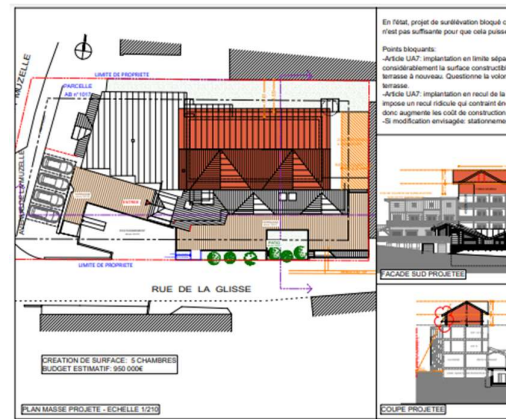 En l'état, projet de surélévation bloqué
n'est pas suffisante pour que cela puisse
Points bloquants:
-Article UA7: implantation en limite sépa
considérablement la surface constructib
terrasse à nouveau. Questionne la volon
terrasse.
-Article UA7: implantation en recul de la
impose un recul ridicule qui contraint én
donc augmente les coût de construction
-Si modification envisagée: stationneme
MUZELLE
LIMITE DE PROPRIETE
PARCELLE
AB n°1017
ENTREE
LIMITE DE PROPRIETE
RUE DE LA GLISSE
FACADE SUD PROJETEE
CREATION DE SURFACE: 5 CHAMBRES
BUDGET ESTIMATIF: 950 000€
PLAN MASSE PROJETE - ECHELLE 1/210
COUPE PROJETEE